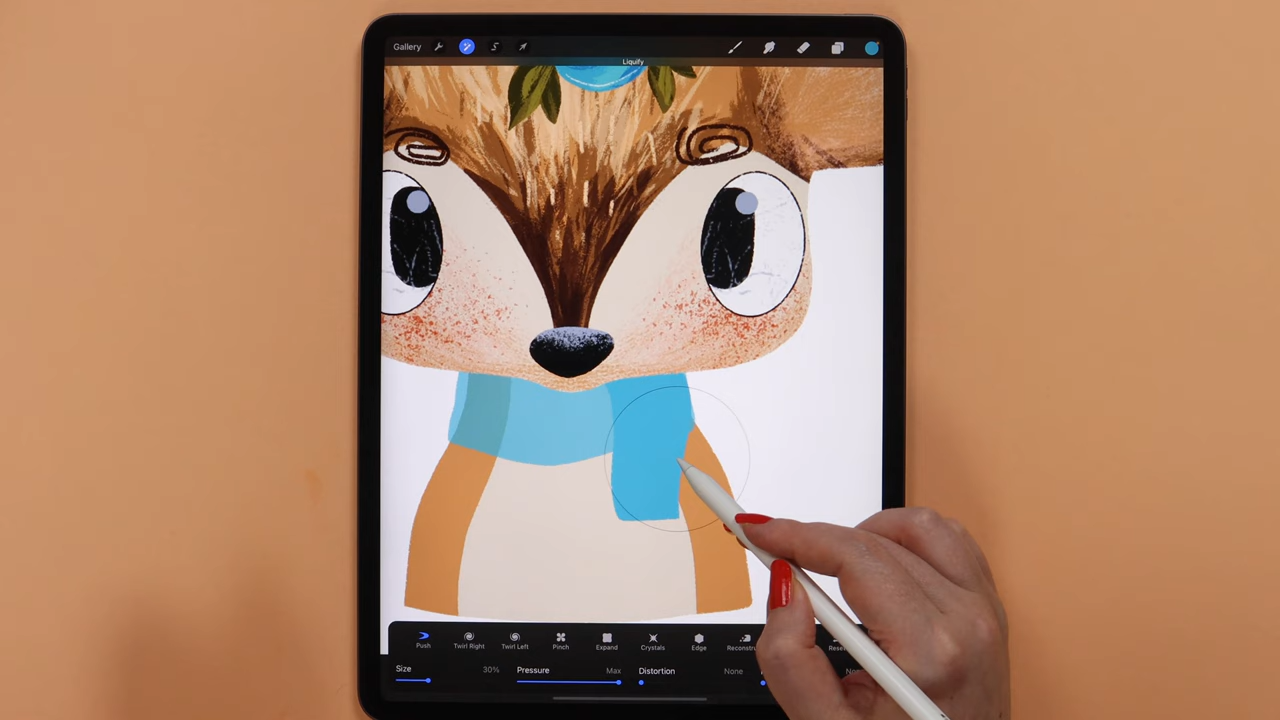 Gallery
Liquify
Push Twirl Right Twirl Left Pinch Expand Crystals Edge
Size 30% Pressure Max Distortion None